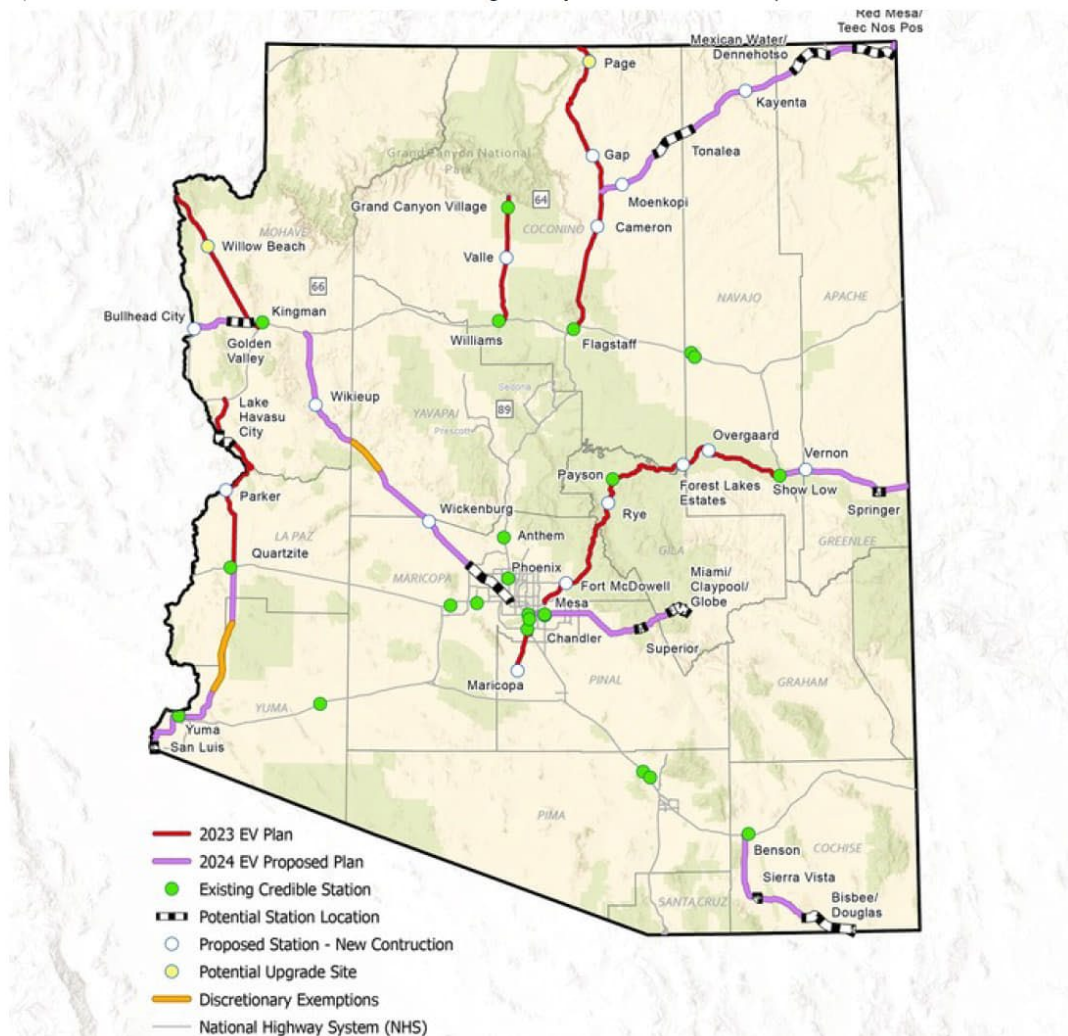 Red Mesa/
Teec Nos Pos
Mexican Water/
Dennehotso
Page
Kayenta
Grand Canyon National
Park
Gap
Tonalea
Moenkopi
Grand Canyon Village
64
COCONINO
Cameron
MOHAVE
Willow Beach
Valle
66
NAVAJO
APACHE
Bullhead City
Kingman
Golden
Valley
Williams
Flagstaff
Lake
Havasu
City
Wikieup
Sedona
89
YAVAPAI
Prescott
Overgaard
Vernon
Payson
Forest Lakes
Estates
Show Low
Springer
Parker
Rye
Wickenburg
LA PAZ
Anthem
GREENLEE
Quartzite
GILA
MARICOPA
Phoenix
Fort McDowell
Miami/
Claypool/
Globe
Mesa
Chandler
Superior
Maricopa
PINAL
GRAHAM
YUMA
Yuma
San Luis
PIMA
Benson
COCHISE
Sierra Vista
SANTA CRUZ
Bisbee/
Douglas
2023 EV Plan
2024 EV Proposed Plan
Existing Credible Station
Potential Station Location
Proposed Station - New Contruction
Potential Upgrade Site
Discretionary Exemptions
National Highway System (NHS)